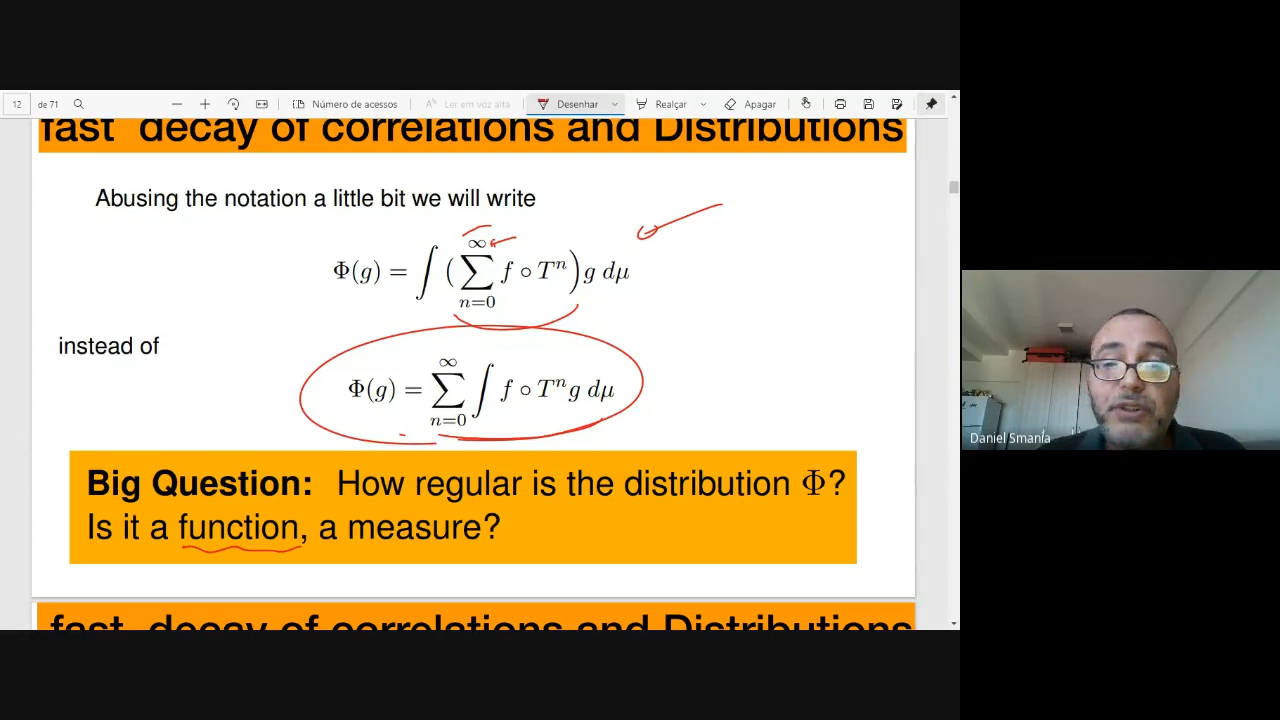 12 de 71 Número de acessos Ler em voz alta Desenhar Realçar Apagar
fast decay of correlations and Distributions
Abusing the notation a little bit we will write
Φ(g) = ∫ (∑_{n=0}^{∞} f ∘ Tⁿ) g dμ
instead of
Φ(g) = ∑_{n=0}^{∞} ∫ f ∘ Tⁿ g dμ
Big Question: How regular is the distribution Φ?
Is it a function, a measure?
fast decay of correlations and Distributions
Daniel Smania